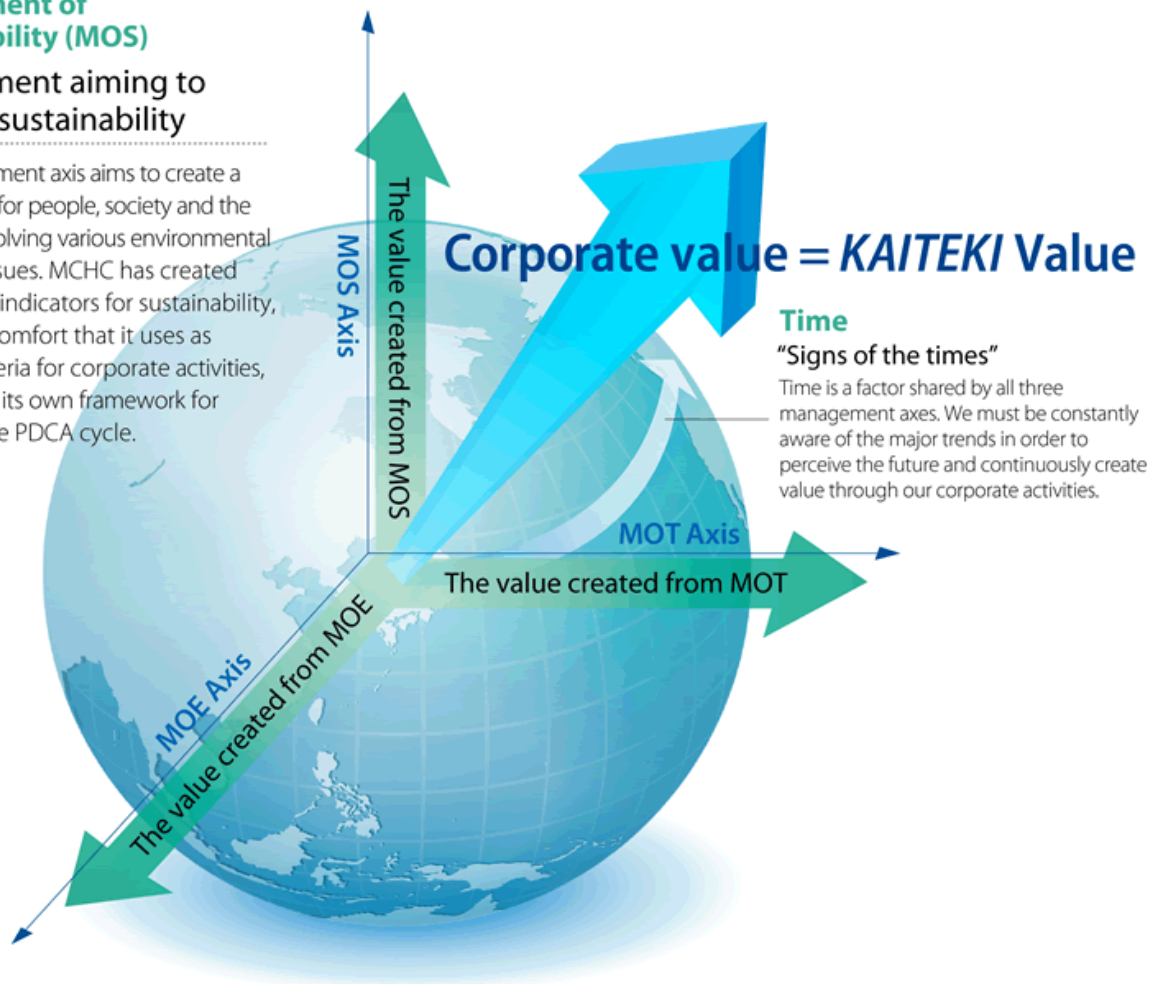 ment of
bility (MOS)
ment aiming to
sustainability
ment axis aims to create a
for people, society and the
olving various environmental
sues. MCHC has created
indicators for sustainability,
omfort that it uses as
eria for corporate activities,
its own framework for
e PDCA cycle.
MOS Axis
The value created from MOS
Corporate value = KAITEKI Value
Time
“Signs of the times”
Time is a factor shared by all three
management axes. We must be constantly
aware of the major trends in order to
perceive the future and continuously create
value through our corporate activities.
MOT Axis
The value created from MOT
MOE Axis
The value created from MOE